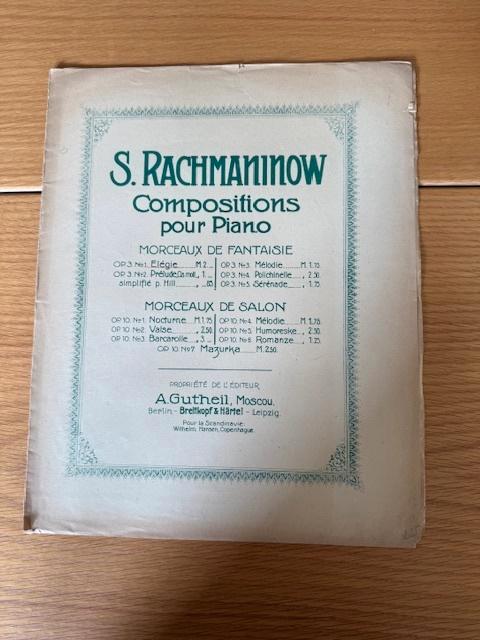 S. RACHMANINOW
Compositions
pour Piano
MORCEAUX DE FANTAISIE
OP. 3. No 1. Elégie M. 2._ OP. 3. No 3. Mélodie M. 1.75
OP. 3. No 2. Prélude, Cis moll „ 1._ OP. 3. No 4. Polichinelle „ 2.50.
simplifié p. Hill OP. 3. No 5. Sérénade „ 1.75
MORCEAUX DE SALON
OP. 10. No 1. Nocturne M. 1.75 OP. 10. No 4. Mélodie M. 1.75
OP. 10. No 2. Valse „ 2.50. OP. 10. No 5. Humoreske „ 2.50.
OP. 10. No 3. Barcarolle „ 3._ OP. 10. No 6. Romanze „ 1.25.
OP. 10. No 7 Mazurka M. 2.50.
PROPRIÉTÉ DE L'ÉDITEUR
A. Gutheil, Moscou.
Berlin - Breitkopf & Härtel - Leipzig.
Pour la Scandinavie:
Wilhelm Hansen, Copenhague.